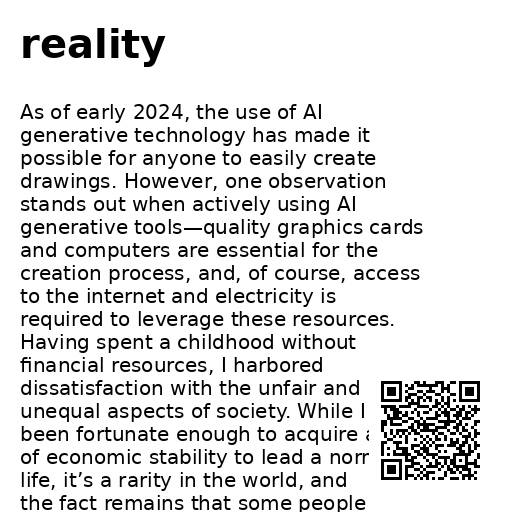 reality
As of early 2024, the use of AI
generative technology has made it
possible for anyone to easily create
drawings. However, one observation
stands out when actively using AI
generative tools—quality graphics cards
and computers are essential for the
creation process, and, of course, access
to the internet and electricity is
required to leverage these resources.
Having spent a childhood without
financial resources, I harbored
dissatisfaction with the unfair and
unequal aspects of society. While I
been fortunate enough to acquire
of economic stability to lead a
life, it’s a rarity in the world, and
the fact remains that some people